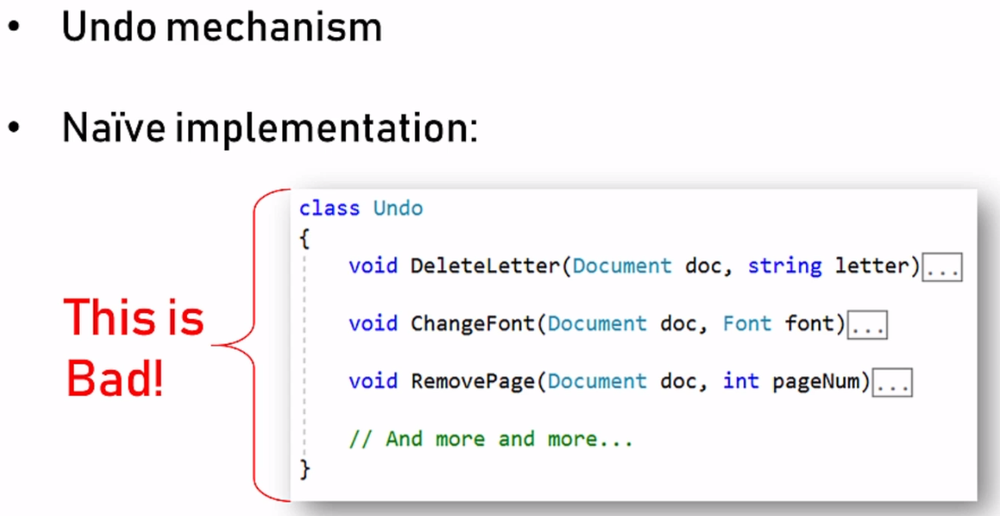 • Undo mechanism
• Naïve implementation:
This is
Bad!
class Undo
{
void DeleteLetter(Document doc, string letter)...
void ChangeFont(Document doc, Font font)...
void RemovePage(Document doc, int pageNum)...
// And more and more...
}